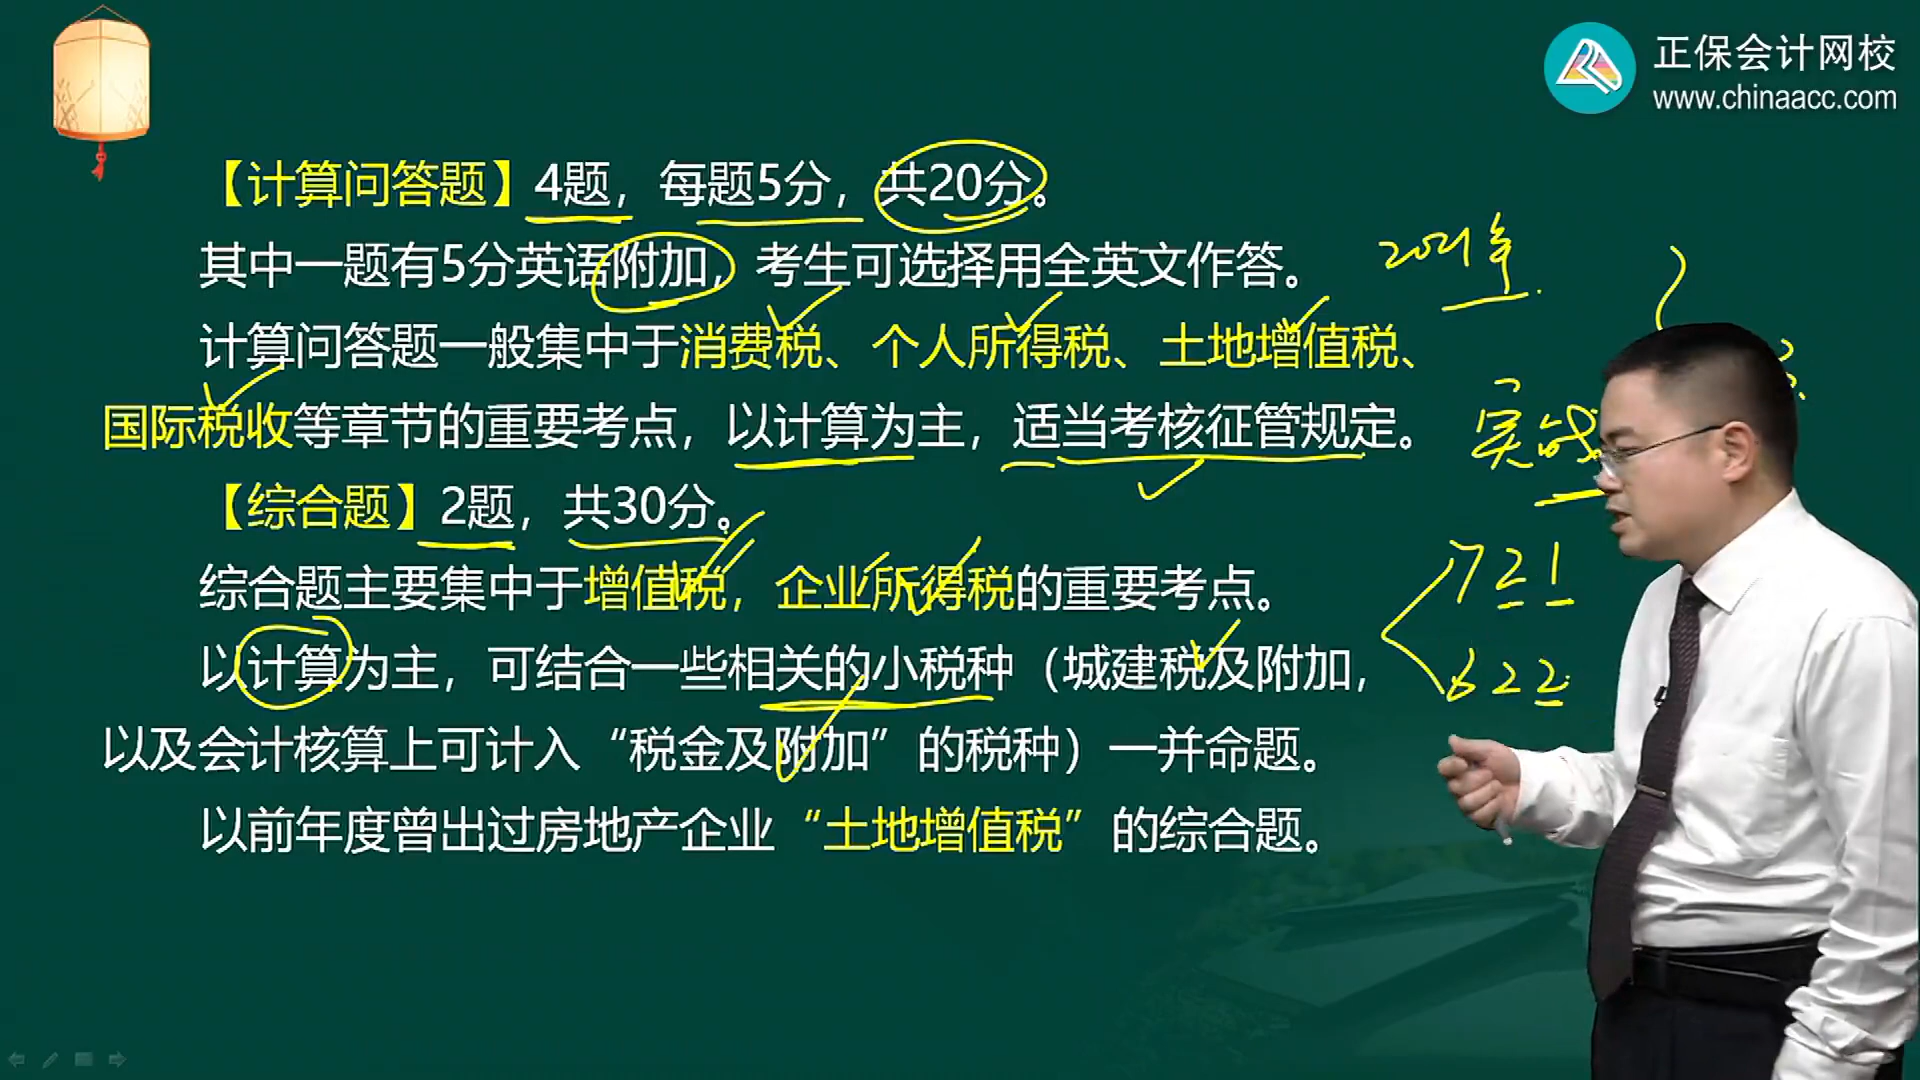 正保会计网校
www.chinaacc.com
【计算问答题】4题，每题5分，共20分。
其中一题有5分英语附加，考生可选择用全英文作答。
2021年
计算问答题一般集中于消费税、个人所得税、土地增值税、
国际税收等章节的重要考点，以计算为主，适当考核征管规定。
实战
【综合题】2题，共30分。
综合题主要集中于增值税，企业所得税的重要考点。
721
以计算为主，可结合一些相关的小税种（城建税及附加，
622
以及会计核算上可计入“税金及附加”的税种）一并命题。
以前年度曾出过房地产企业“土地增值税”的综合题。